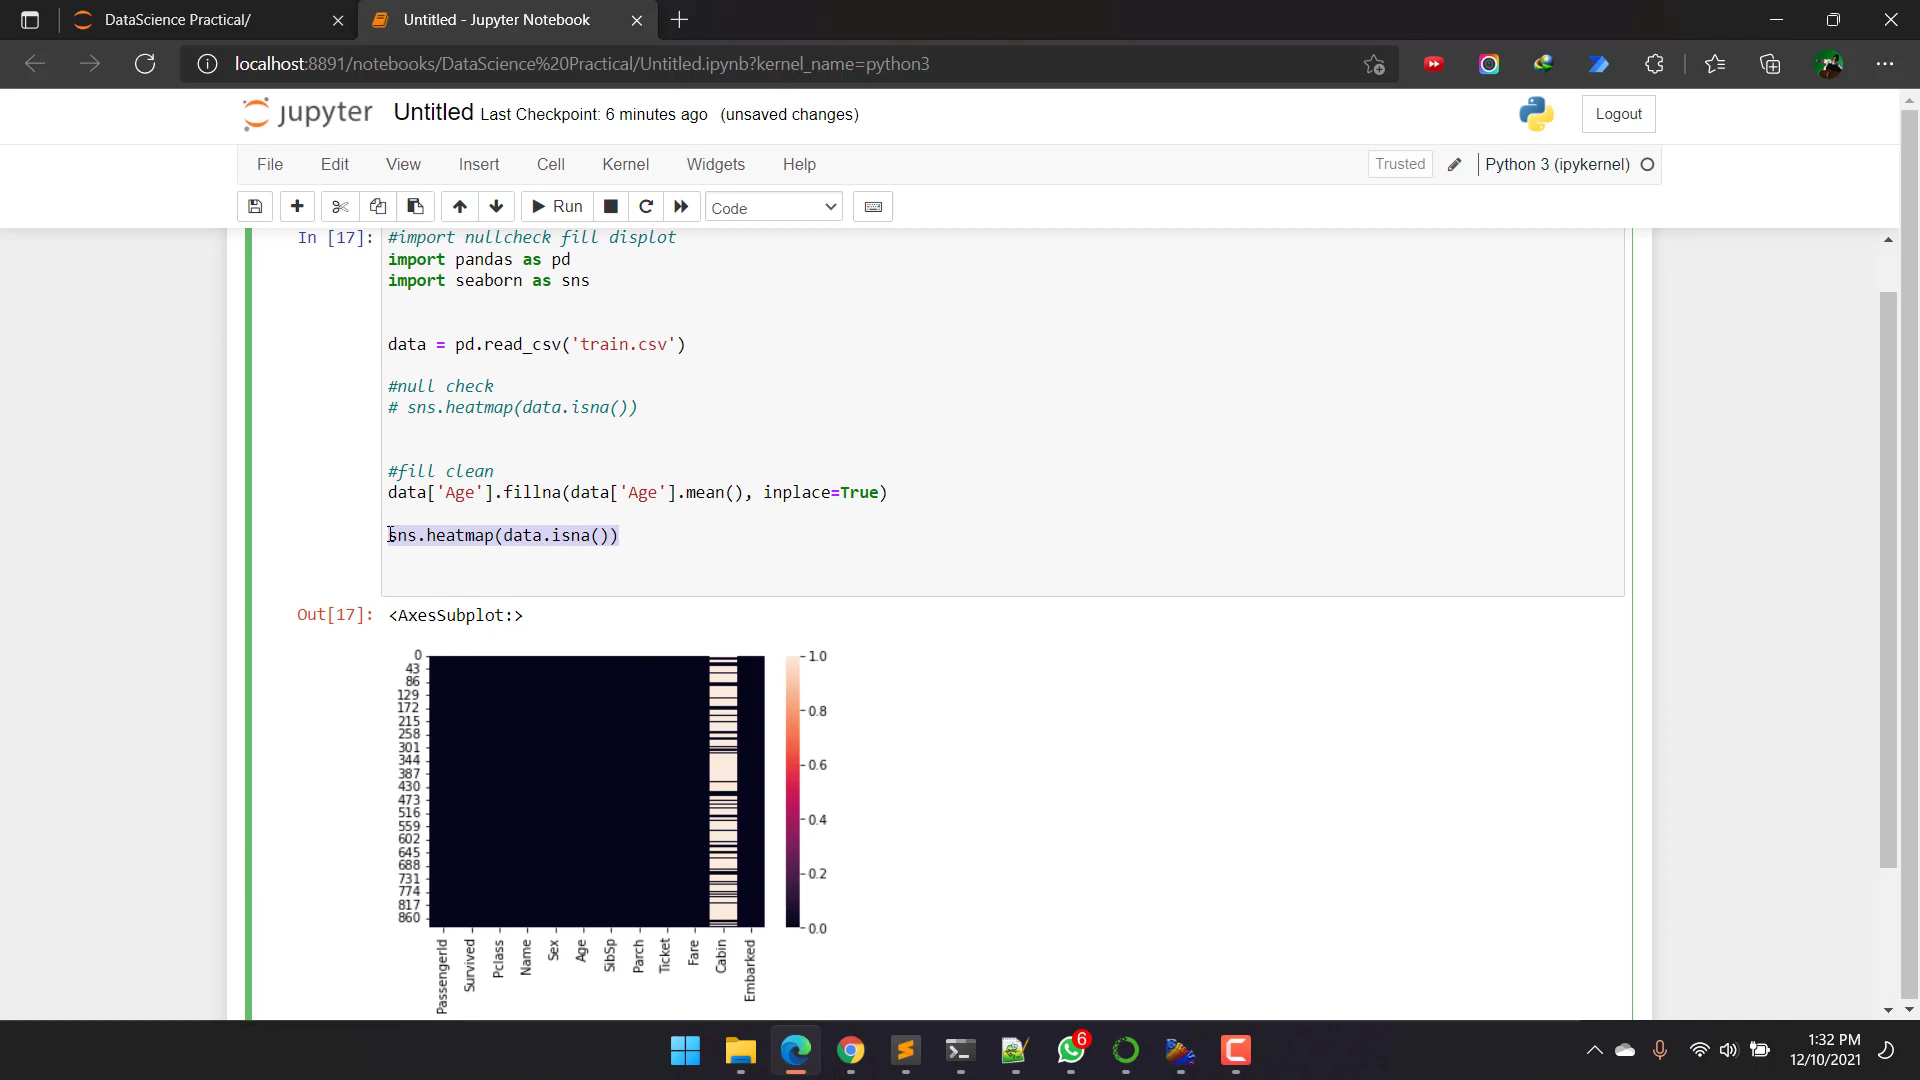 DataScience Practical/
Untitled - Jupyter Notebook
localhost:8891/notebooks/DataScience%20Practical/Untitled.ipynb?kernel_name=python3
jupyter Untitled Last Checkpoint: 6 minutes ago (unsaved changes)
Logout
File Edit View Insert Cell Kernel Widgets Help
Trusted Python 3 (ipykernel)
Run Code
In [17]: #import nullcheck fill displot
import pandas as pd
import seaborn as sns
data = pd.read_csv('train.csv')
#null check
# sns.heatmap(data.isna())
#fill clean
data['Age'].fillna(data['Age'].mean(), inplace=True)
sns.heatmap(data.isna())
Out[17]: <AxesSubplot:>
0
43
86
129
172
215
258
301
344
387
430
473
516
559
602
645
688
731
774
817
860
1.0
0.8
0.6
0.4
0.2
0.0
PassengerId
Survived
Pclass
Name
Sex
Age
SibSp
Parch
Ticket
Fare
Cabin
Embarked
6
1:32 PM
12/10/2021